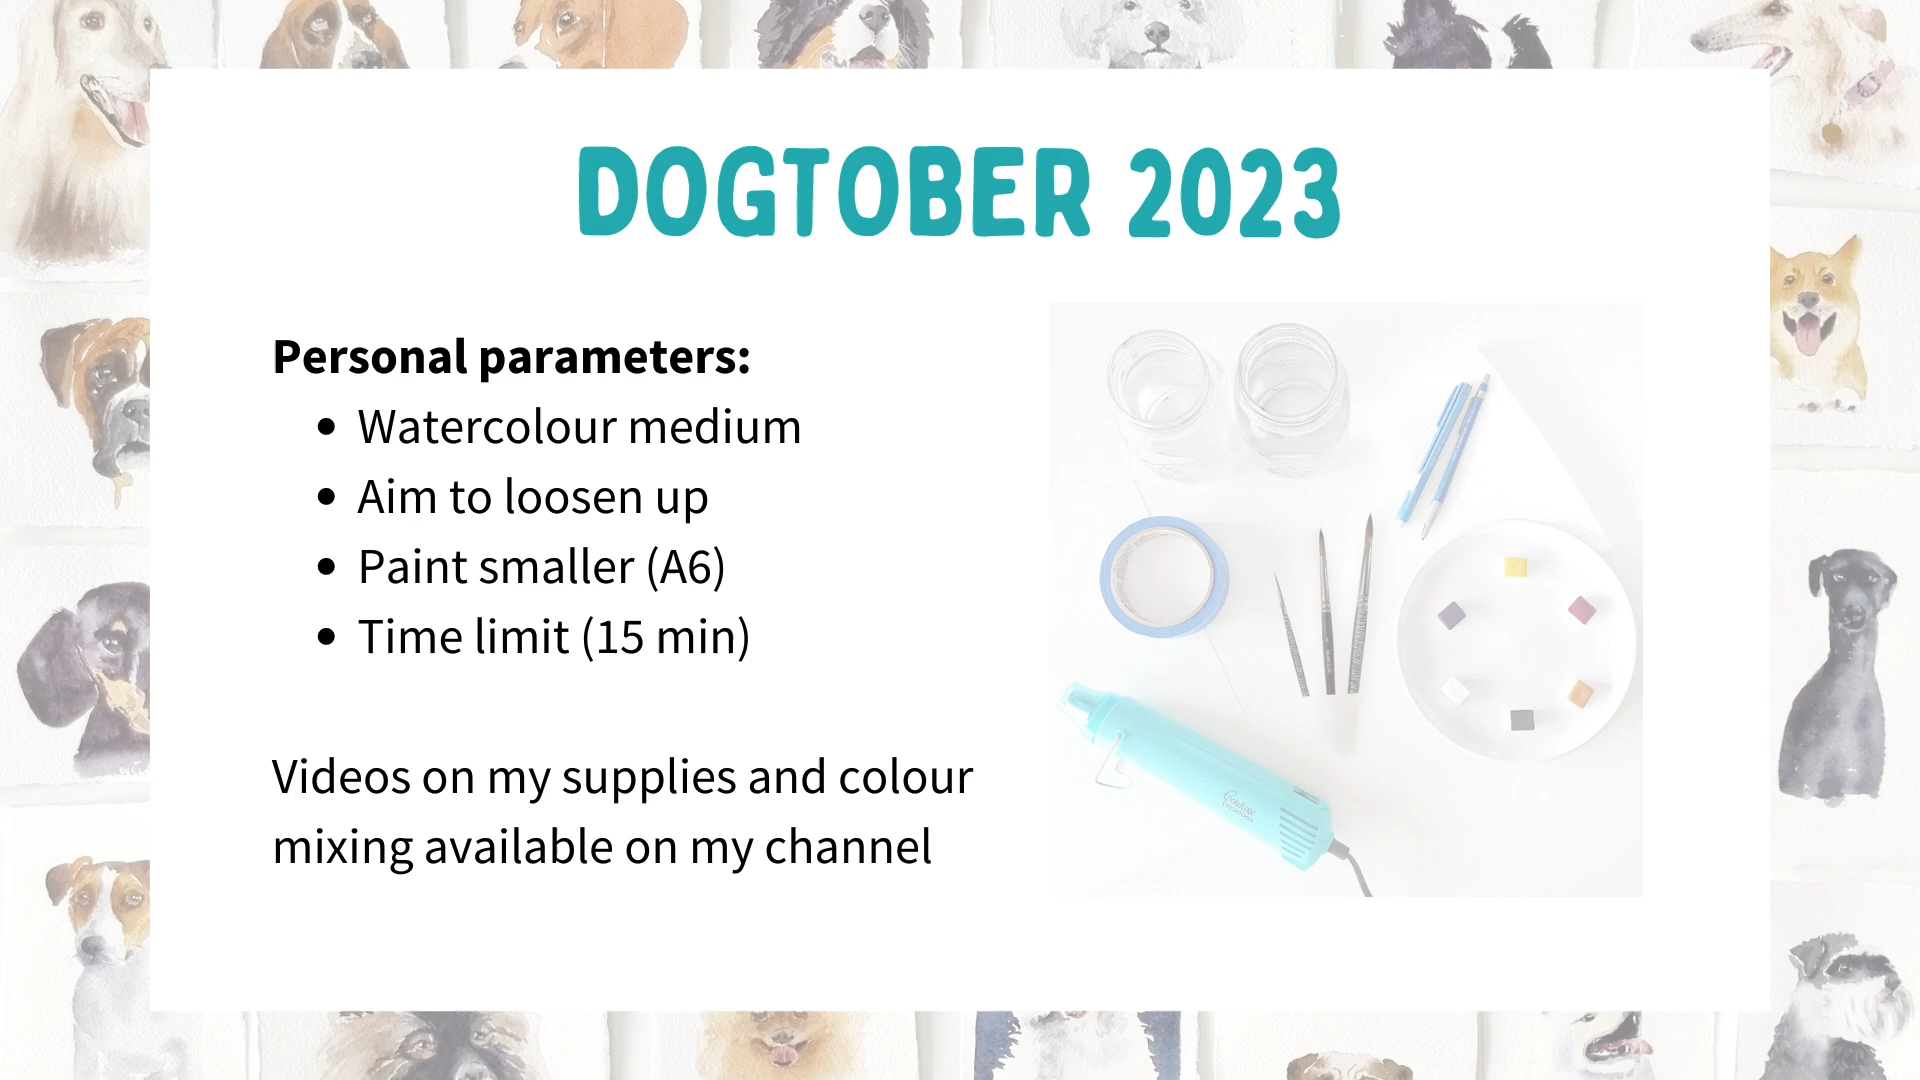 DOGTOBER 2023
Personal parameters:
• Watercolour medium
• Aim to loosen up
• Paint smaller (A6)
• Time limit (15 min)
Videos on my supplies and colour
mixing available on my channel